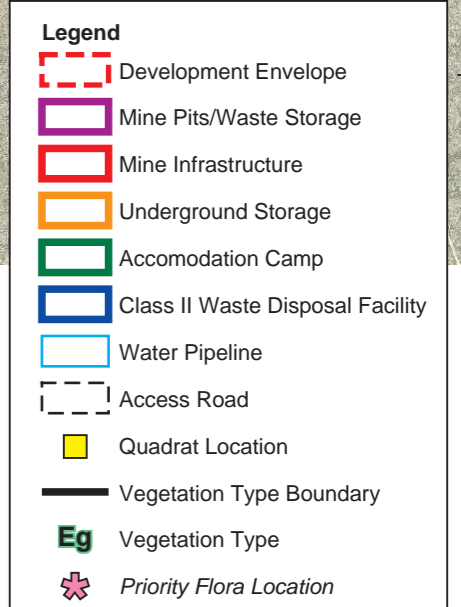 Legend
Development Envelope
Mine Pits/Waste Storage
Mine Infrastructure
Underground Storage
Accomodation Camp
Class II Waste Disposal Facility
Water Pipeline
Access Road
Quadrat Location
Vegetation Type Boundary
Eg Vegetation Type
Priority Flora Location